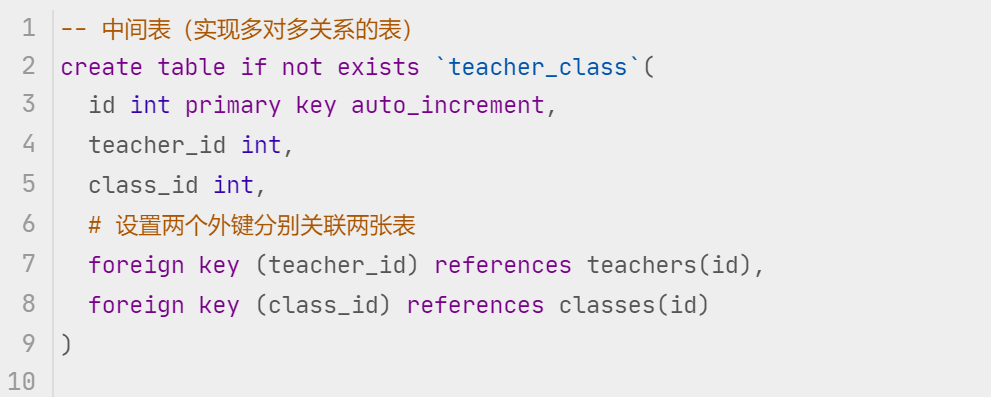 1 -- 中间表（实现多对多关系的表）
2 create table if not exists `teacher_class`(
3   id int primary key auto_increment,
4   teacher_id int,
5   class_id int,
6   # 设置两个外键分别关联两张表
7   foreign key (teacher_id) references teachers(id),
8   foreign key (class_id) references classes(id)
9 )
10